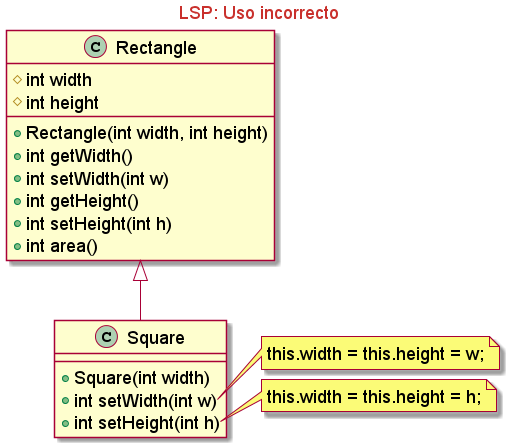 LSP: Uso incorrecto
C Rectangle
int width
int height
Rectangle(int width, int height)
int getWidth()
int setWidth(int w)
int getHeight()
int setHeight(int h)
int area()
C Square
Square(int width)
int setWidth(int w)
int setHeight(int h)
this.width = this.height = w;
this.width = this.height = h;